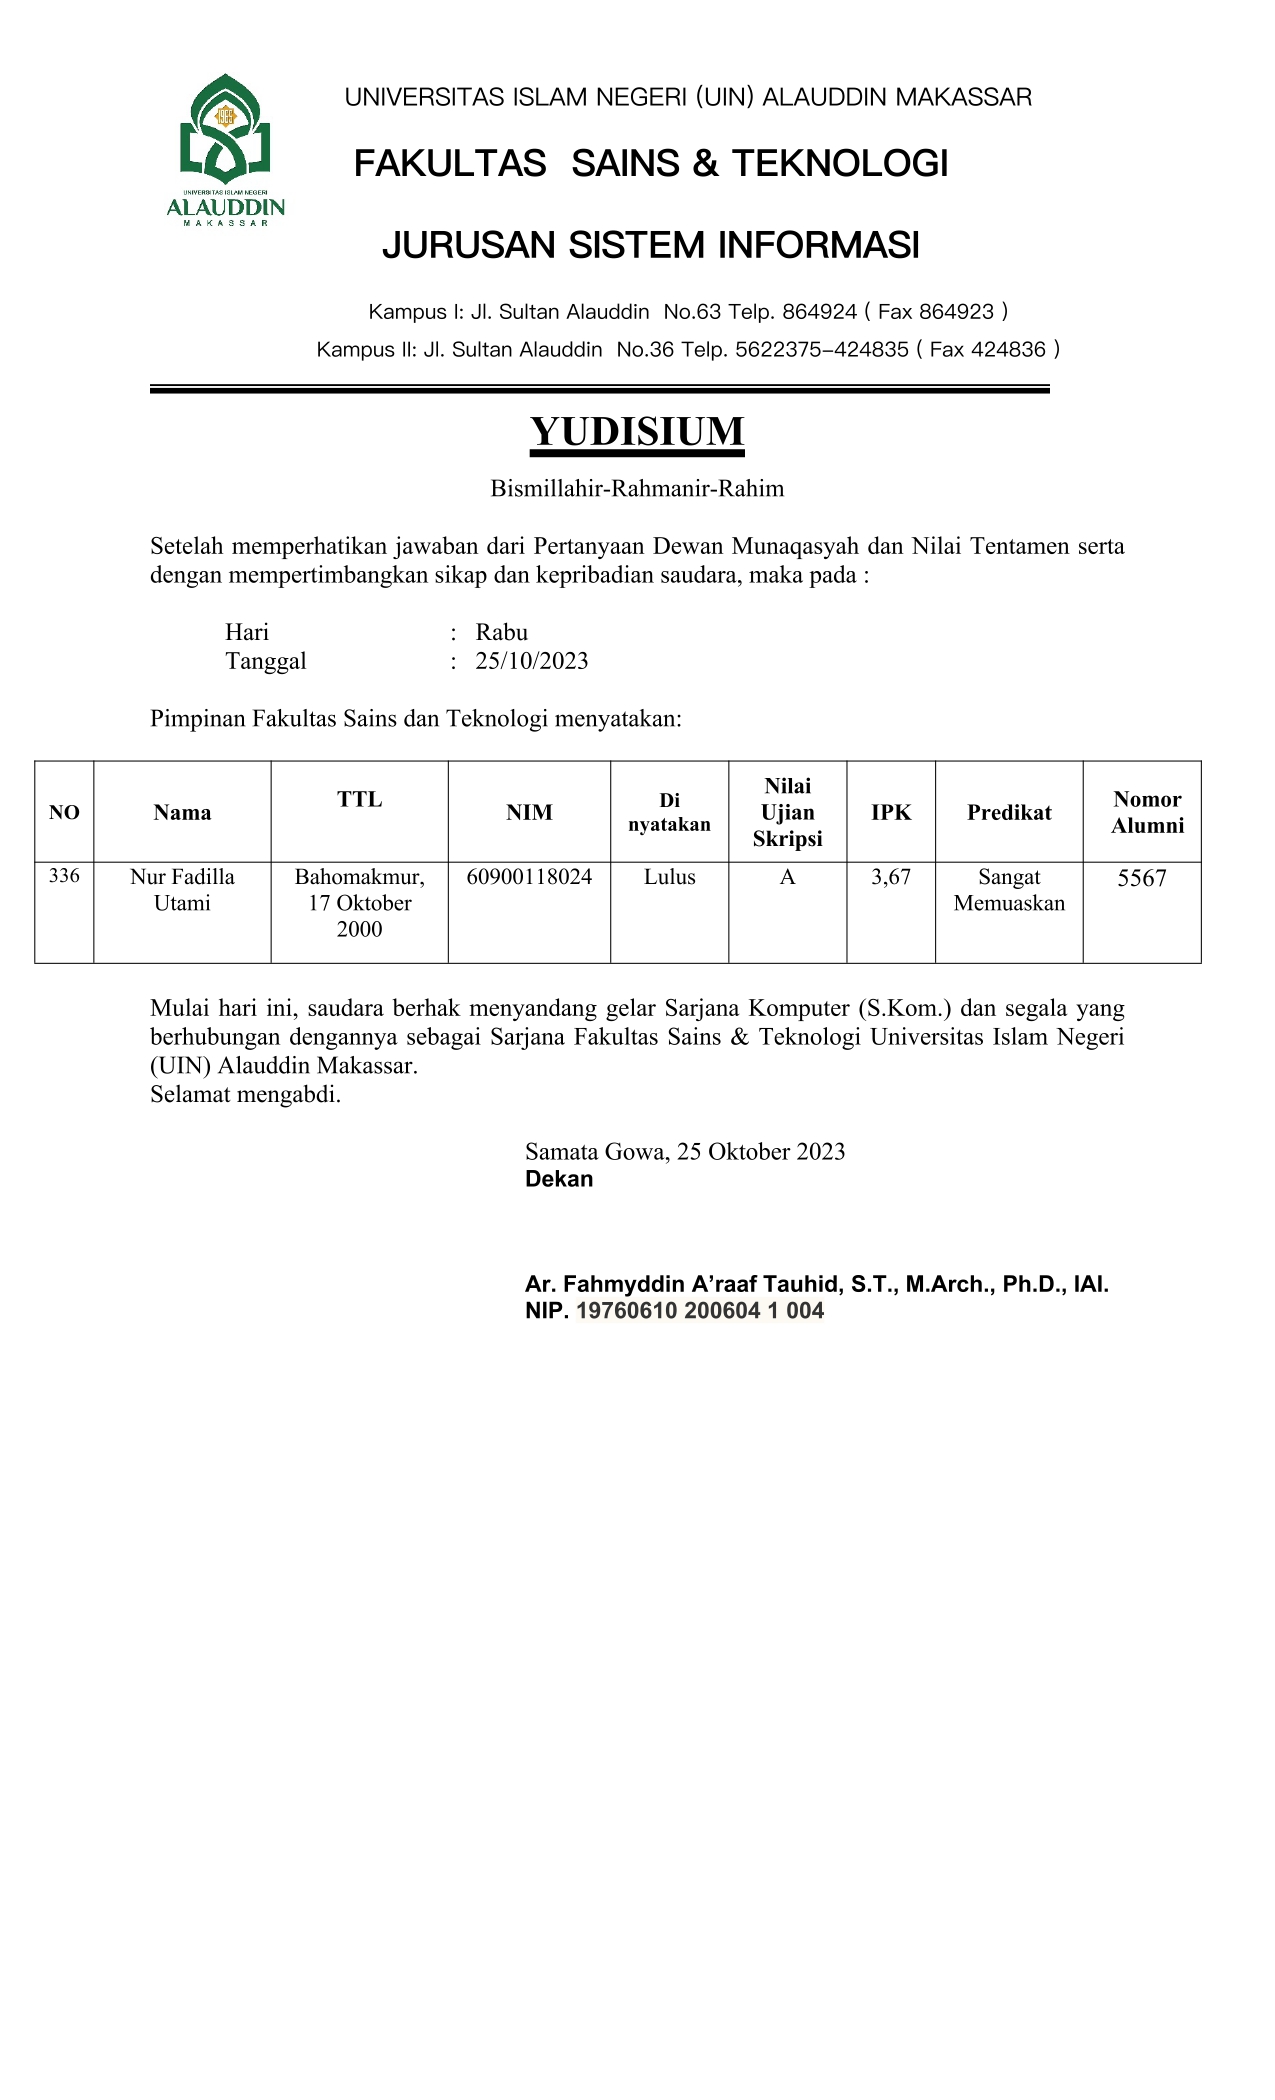 1965
UNIVERSITAS ISLAM NEGERI
ALAUDDIN
MAKASSAR
UNIVERSITAS ISLAM NEGERI (UIN) ALAUDDIN MAKASSAR
FAKULTAS SAINS & TEKNOLOGI
JURUSAN SISTEM INFORMASI
Kampus I: Jl. Sultan Alauddin No.63 Telp. 864924 ( Fax 864923 )
Kampus II: Jl. Sultan Alauddin No.36 Telp. 5622375-424835 ( Fax 424836 )
YUDISIUM
Bismillahir-Rahmanir-Rahim
Setelah memperhatikan jawaban dari Pertanyaan Dewan Munaqasyah dan Nilai Tentamen serta
dengan mempertimbangkan sikap dan kepribadian saudara, maka pada :
Hari : Rabu
Tanggal : 25/10/2023
Pimpinan Fakultas Sains dan Teknologi menyatakan:
NO
Nama
TTL
NIM
Di
nyatakan
Nilai
Ujian
Skripsi
IPK
Predikat
Nomor
Alumni
336
Nur Fadilla
Utami
Bahomakmur,
17 Oktober
2000
60900118024
Lulus
A
3,67
Sangat
Memuaskan
5567
Mulai hari ini, saudara berhak menyandang gelar Sarjana Komputer (S.Kom.) dan segala yang
berhubungan dengannya sebagai Sarjana Fakultas Sains & Teknologi Universitas Islam Negeri
(UIN) Alauddin Makassar.
Selamat mengabdi.
Samata Gowa, 25 Oktober 2023
Dekan
Ar. Fahmyddin A’raaf Tauhid, S.T., M.Arch., Ph.D., IAI.
NIP. 19760610 200604 1 004